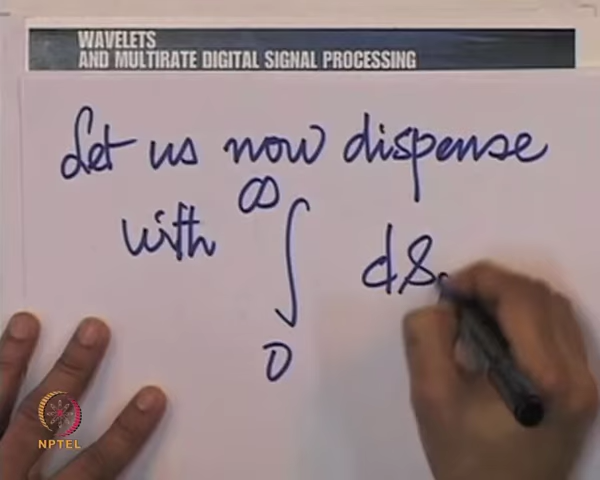 WAVELETS
AND MULTIRATE DIGITAL SIGNAL PROCESSING
Let us now dispense
with ∫ ds
∞
0
NPTEL